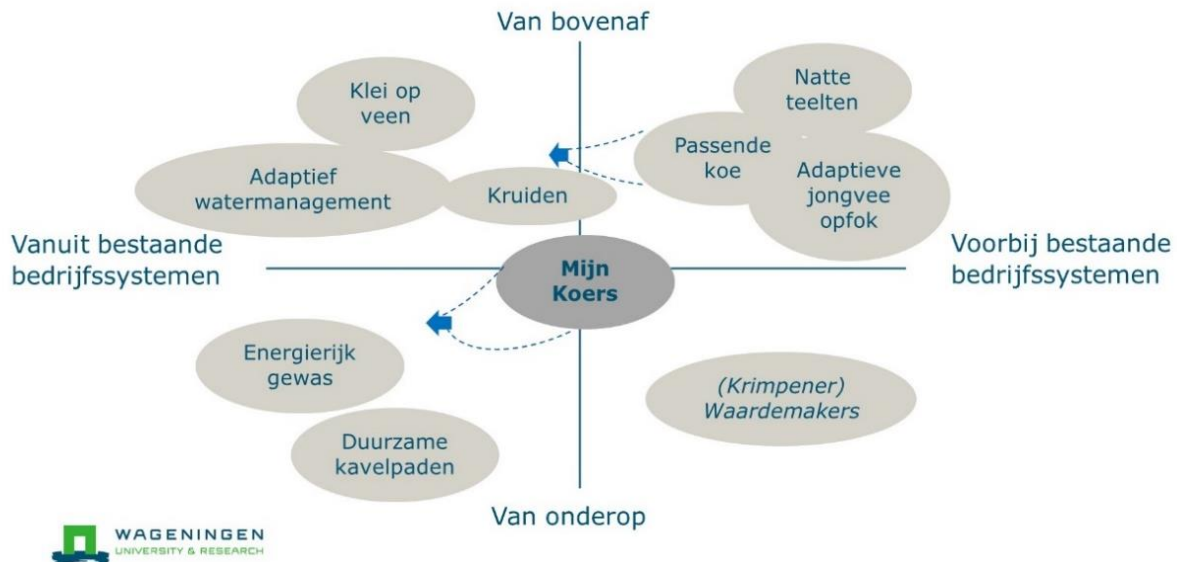 Van bovenaf
Klei op
veen
Natte
teelten
Passende
koe
Adaptieve
jongvee
opfok
Adaptief
watermanagement
Kruiden
Vanuit bestaande
bedrijfssystemen
Mijn
Koers
Voorbij bestaande
bedrijfssystemen
Energierijk
gewas
(Krimpener)
Waardemakers
Duurzame
kavelpaden
Van onderop
WAGENINGEN
UNIVERSITY & RESEARCH